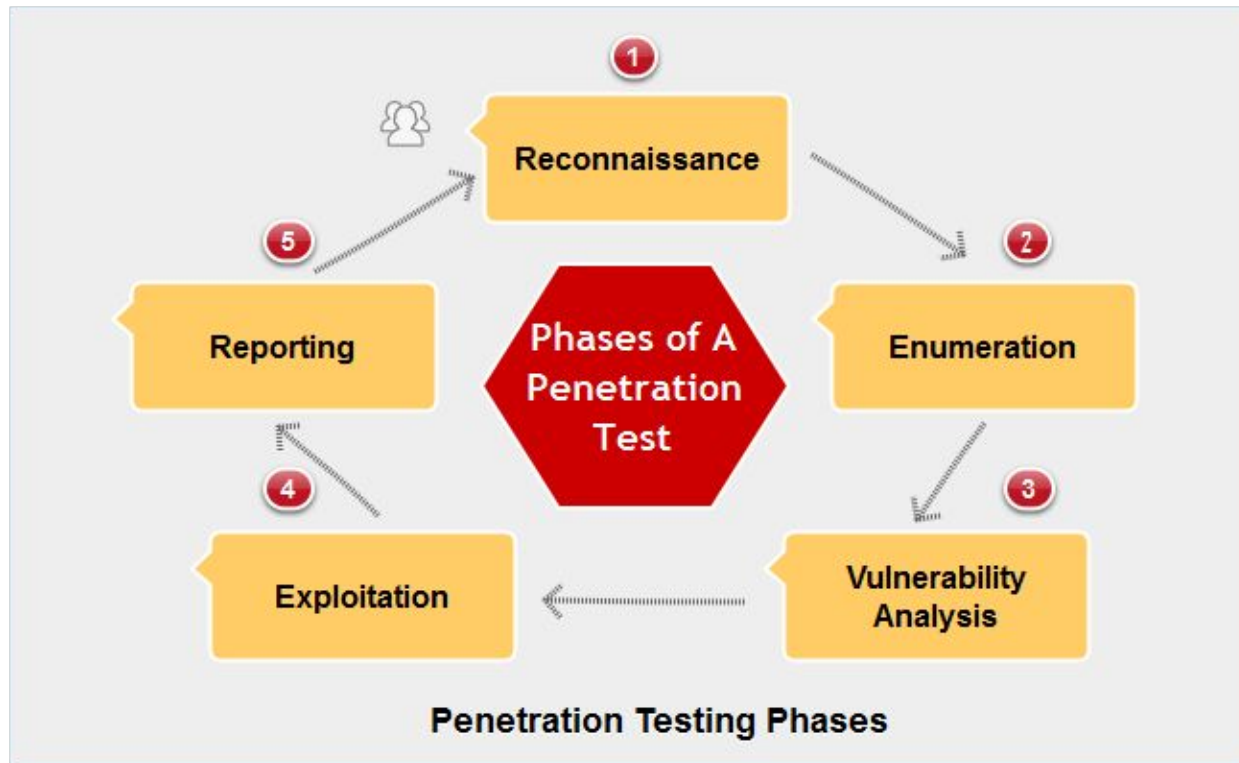 1
Reconnaissance
2
Enumeration
3
Vulnerability
Analysis
4
Exploitation
5
Reporting
Phases of A
Penetration
Test
Penetration Testing Phases